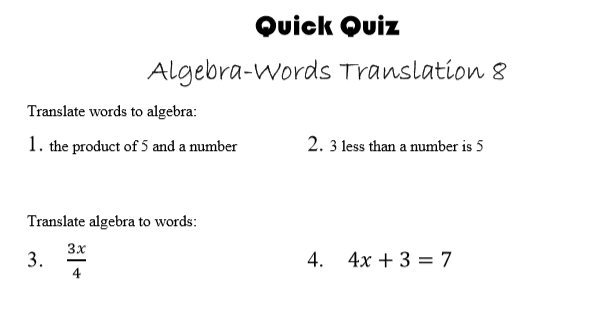 Quick Quiz
Algebra-Words Translation 8
Translate words to algebra:
1. the product of 5 and a number
2. 3 less than a number is 5
Translate algebra to words:
3. 3x/4
4. 4x + 3 = 7